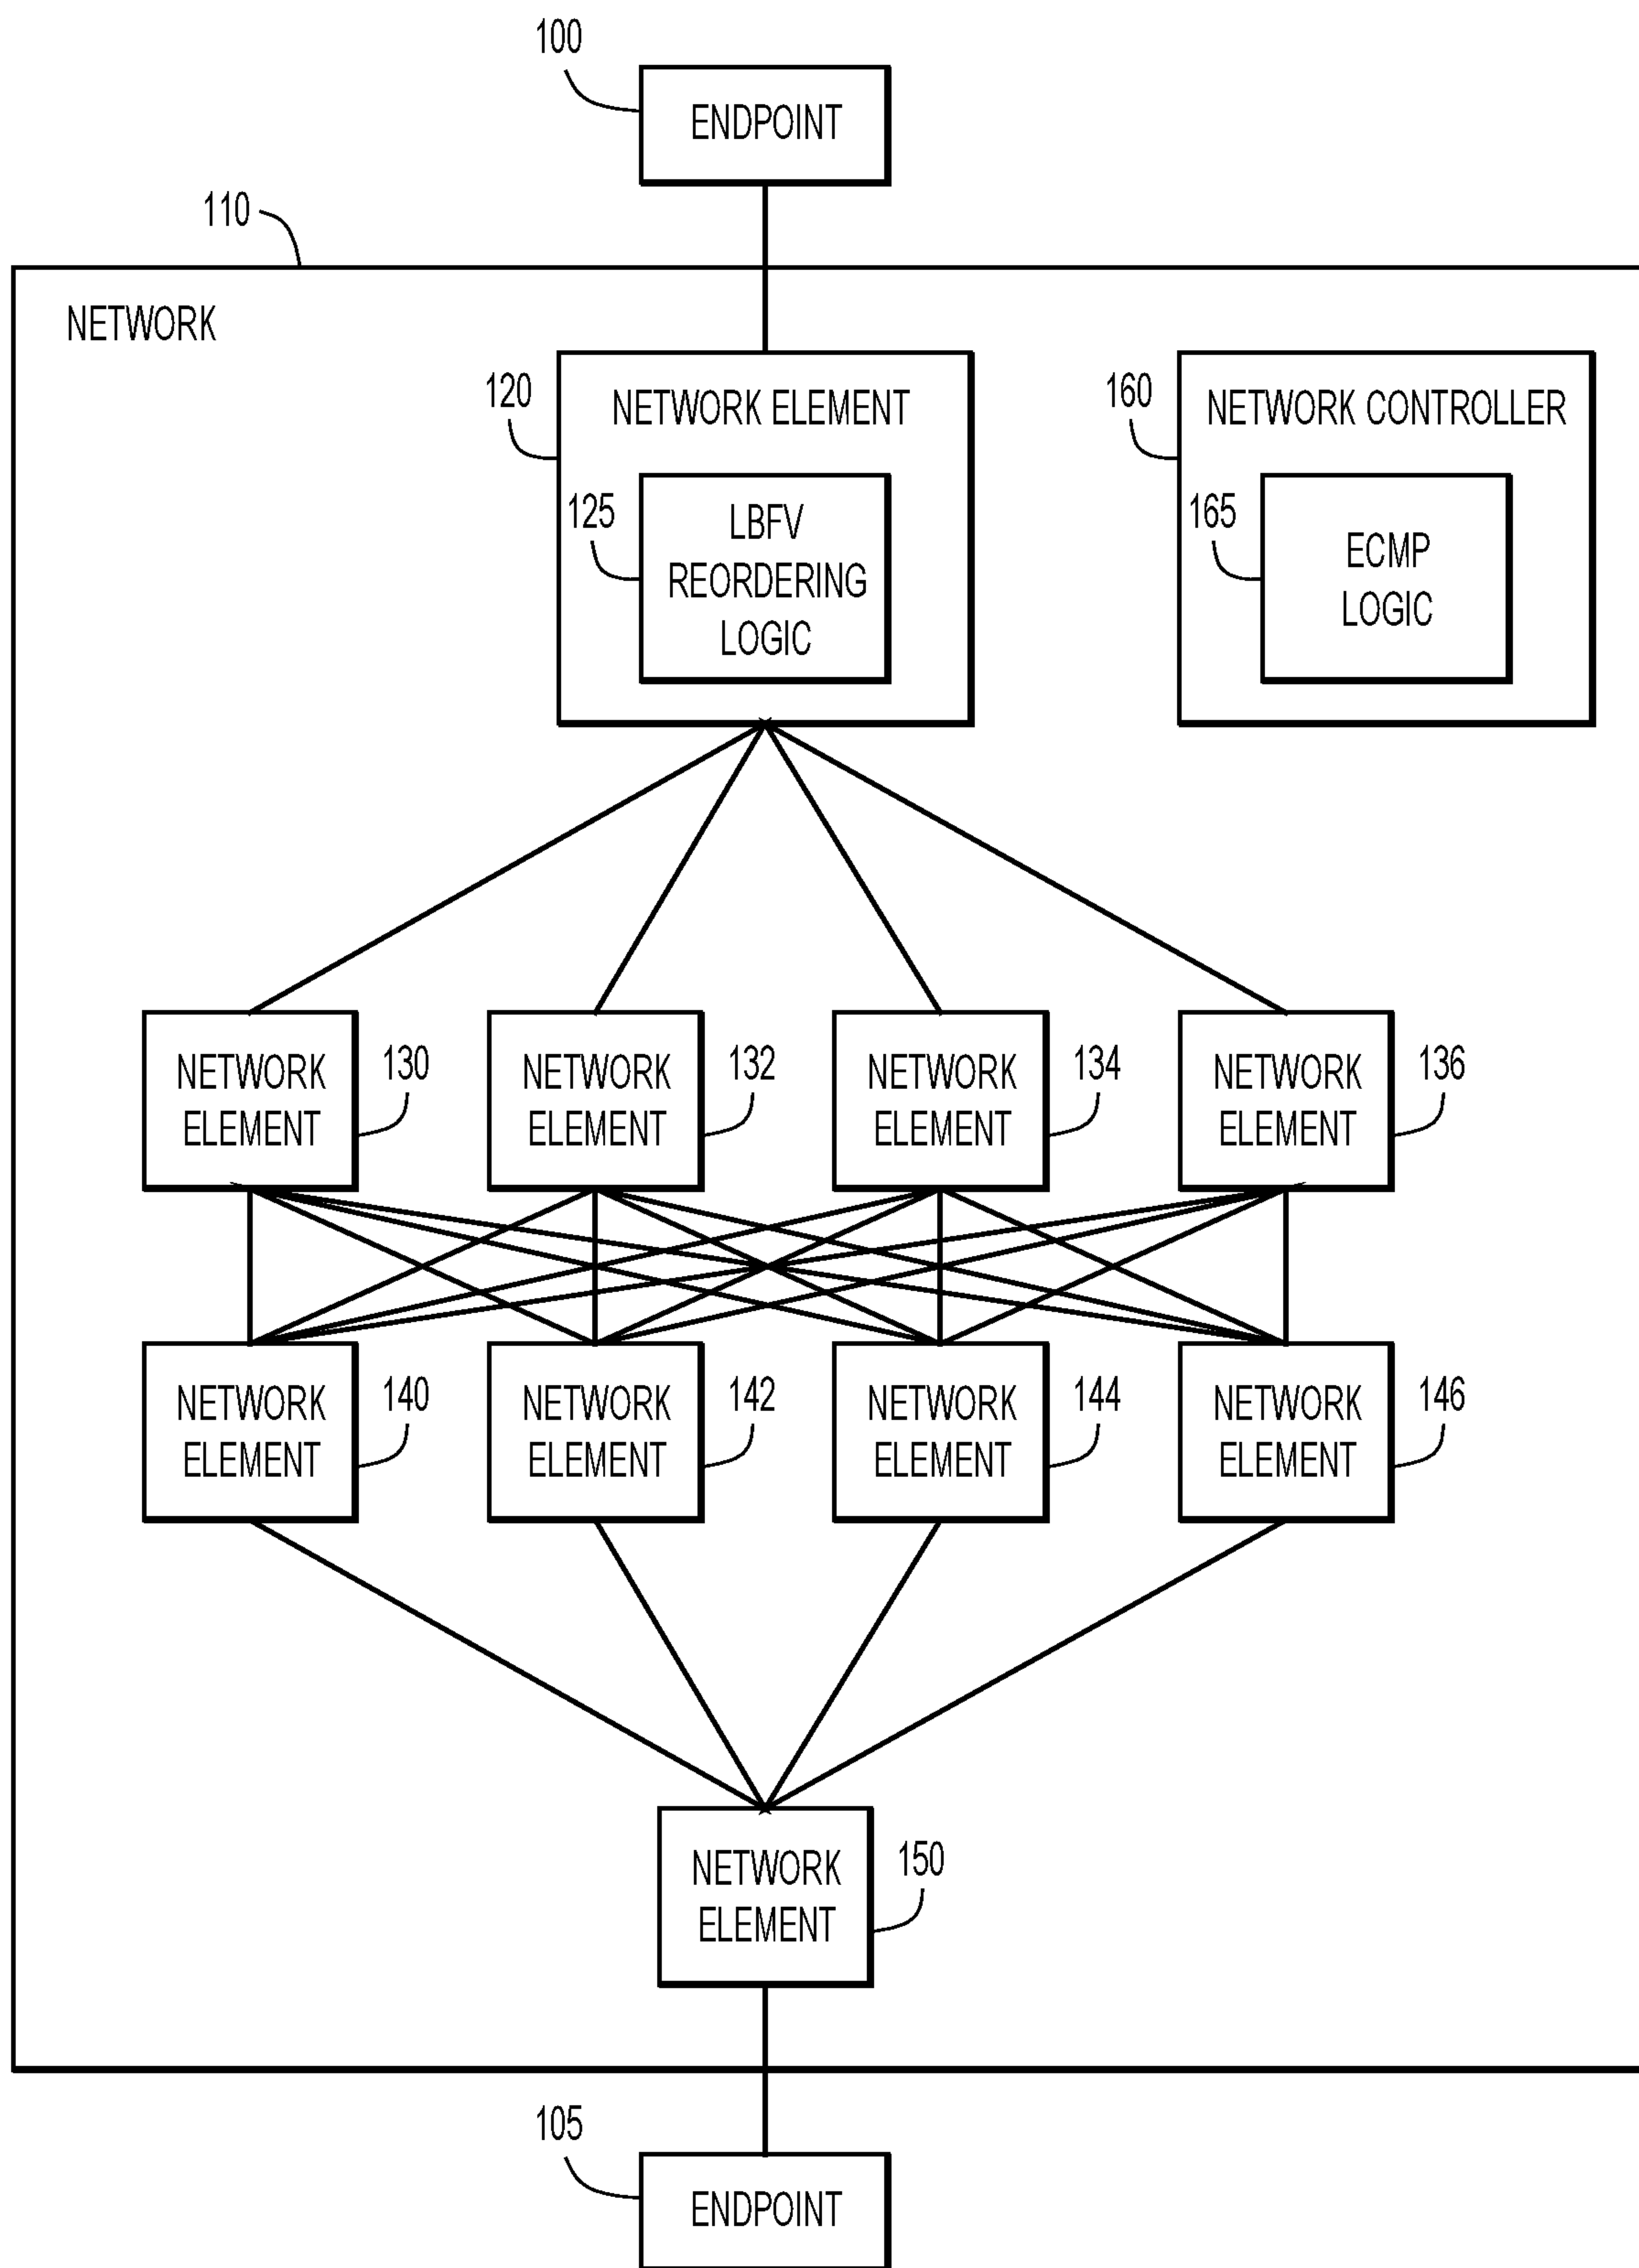 100
ENDPOINT
110
NETWORK
120
NETWORK ELEMENT
125
LBFV
REORDERING
LOGIC
160
NETWORK CONTROLLER
165
ECMP
LOGIC
NETWORK
ELEMENT
130
NETWORK
ELEMENT
132
NETWORK
ELEMENT
134
NETWORK
ELEMENT
136
NETWORK
ELEMENT
140
NETWORK
ELEMENT
142
NETWORK
ELEMENT
144
NETWORK
ELEMENT
146
NETWORK
ELEMENT
150
105
ENDPOINT